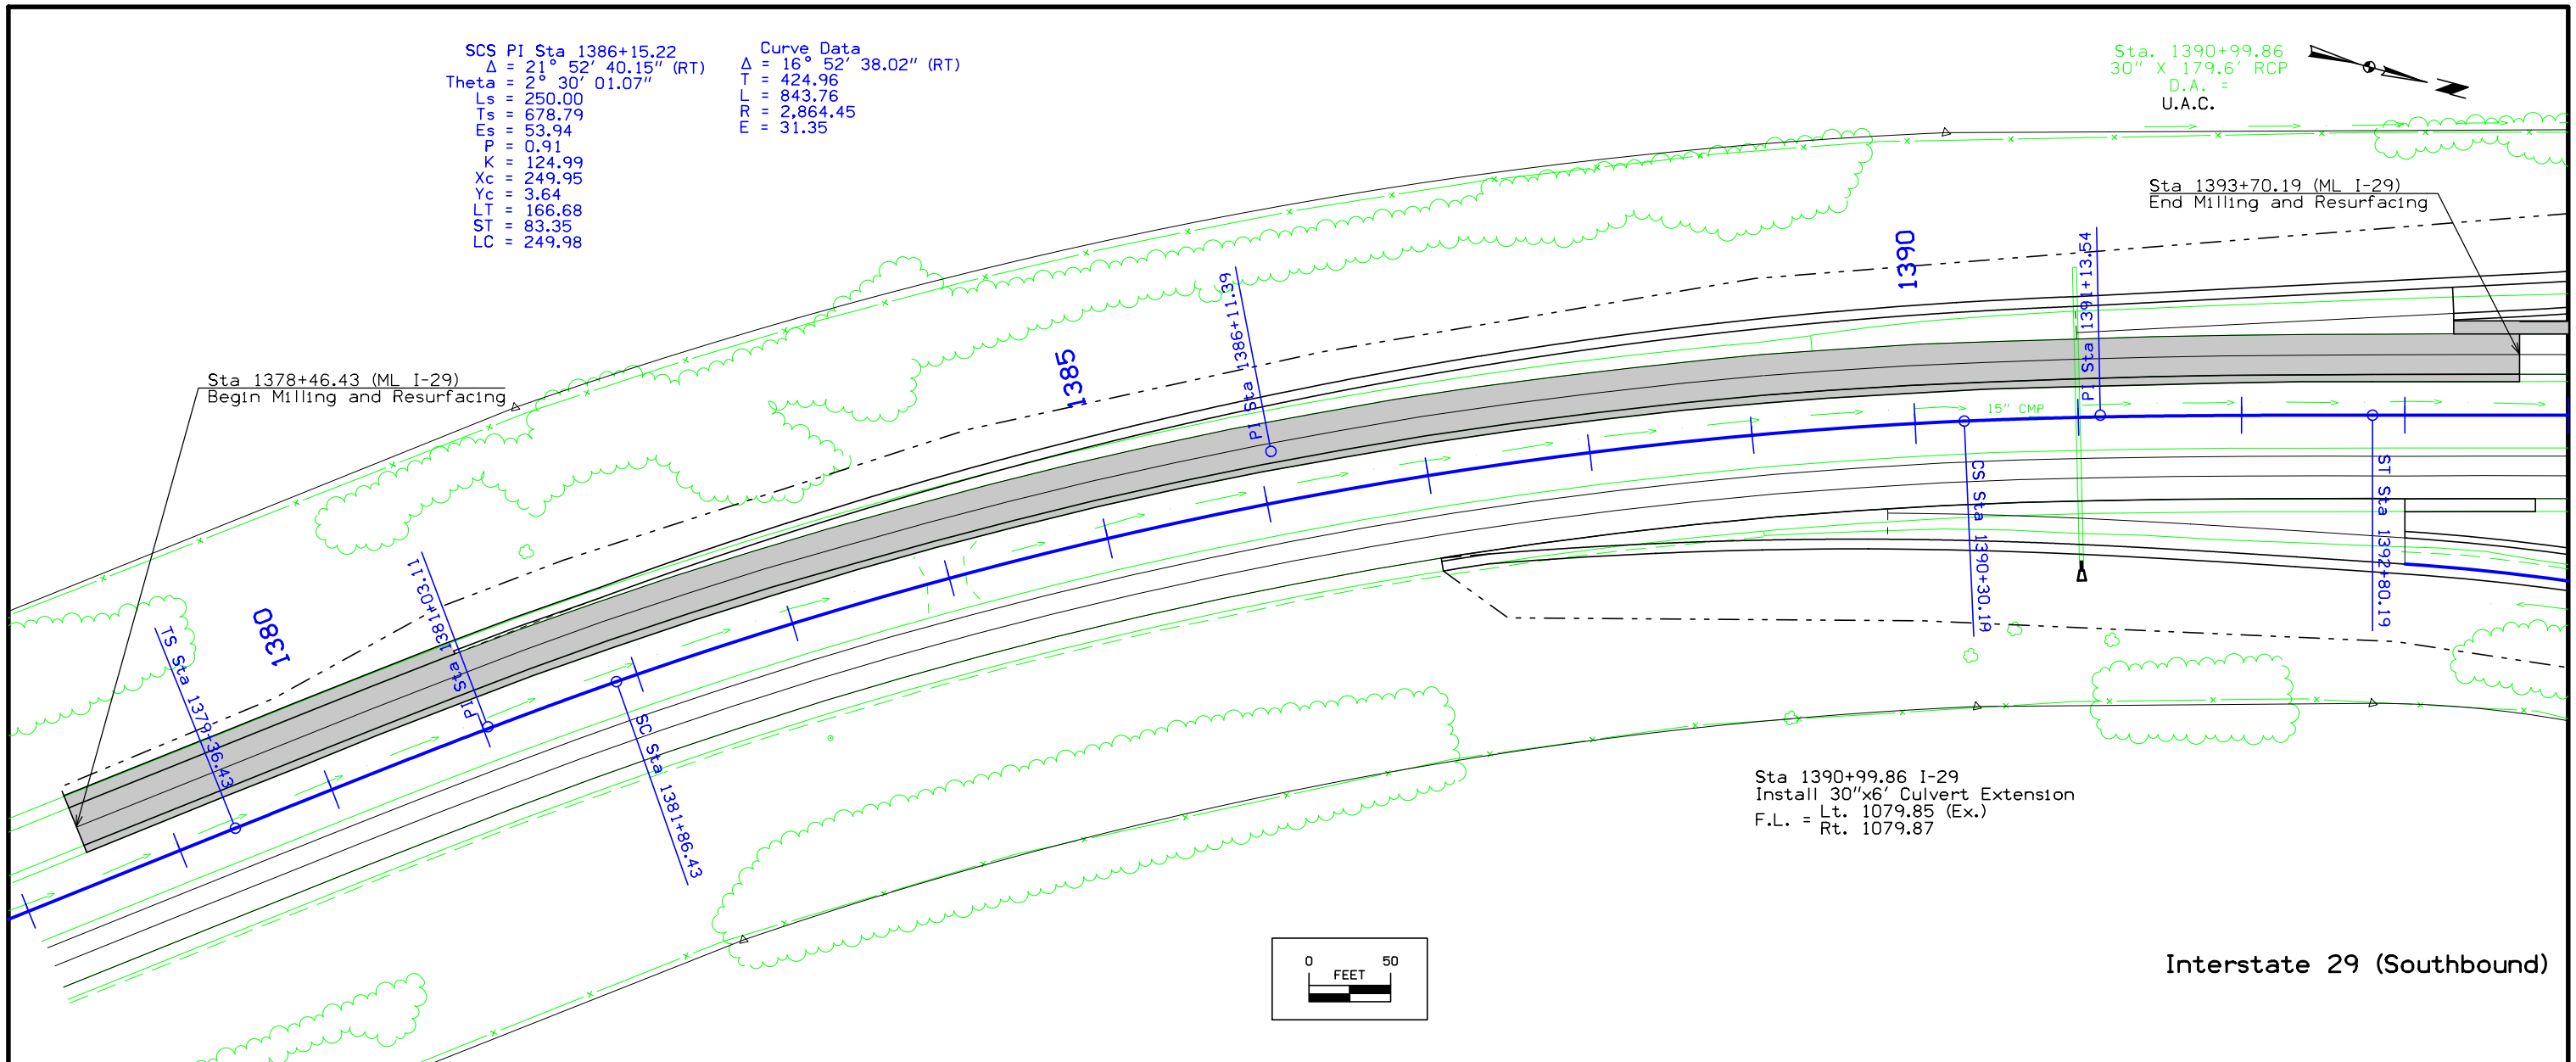 SCS PI Sta 1386+15.22
Δ = 21° 52' 40.15" (RT)
Theta = 2° 30' 01.07"
Ls = 250.00
Ts = 678.79
Es = 53.94
P = 0.91
K = 124.99
Xc = 249.95
Yc = 3.64
LT = 166.68
ST = 83.35
LC = 249.98
Curve Data
Δ = 16° 52' 38.02" (RT)
T = 424.96
L = 843.76
R = 2,864.45
E = 31.35
Sta. 1390+99.86
30" X 179.6' RCP
D.A. =
U.A.C.
N
Sta 1393+70.19 (ML I-29)
End Milling and Resurfacing
Sta 1378+46.43 (ML I-29)
Begin Milling and Resurfacing
1380
1385
1390
TS Sta 1379+36.43
PI Sta 1381+03.11
SC Sta 1381+86.43
PI Sta 1386+11.39
CS Sta 1390+30.19
PI Sta 1391+13.54
ST Sta 1392+80.19
15" CMP
Sta 1390+99.86 I-29
Install 30"x6' Culvert Extension
F.L. = Lt. 1079.85 (Ex.)
Rt. 1079.87
0 50
FEET
Interstate 29 (Southbound)